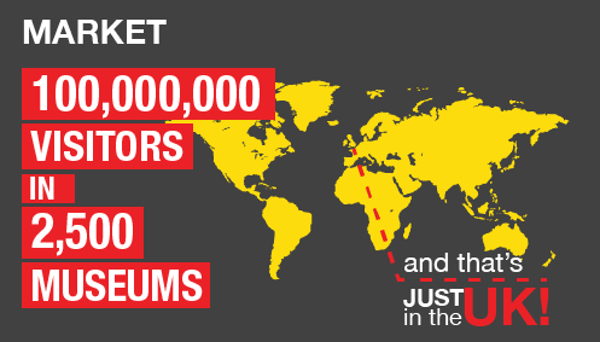 MARKET
100,000,000
VISITORS
IN
2,500
MUSEUMS
and that's
JUST
in the UK!